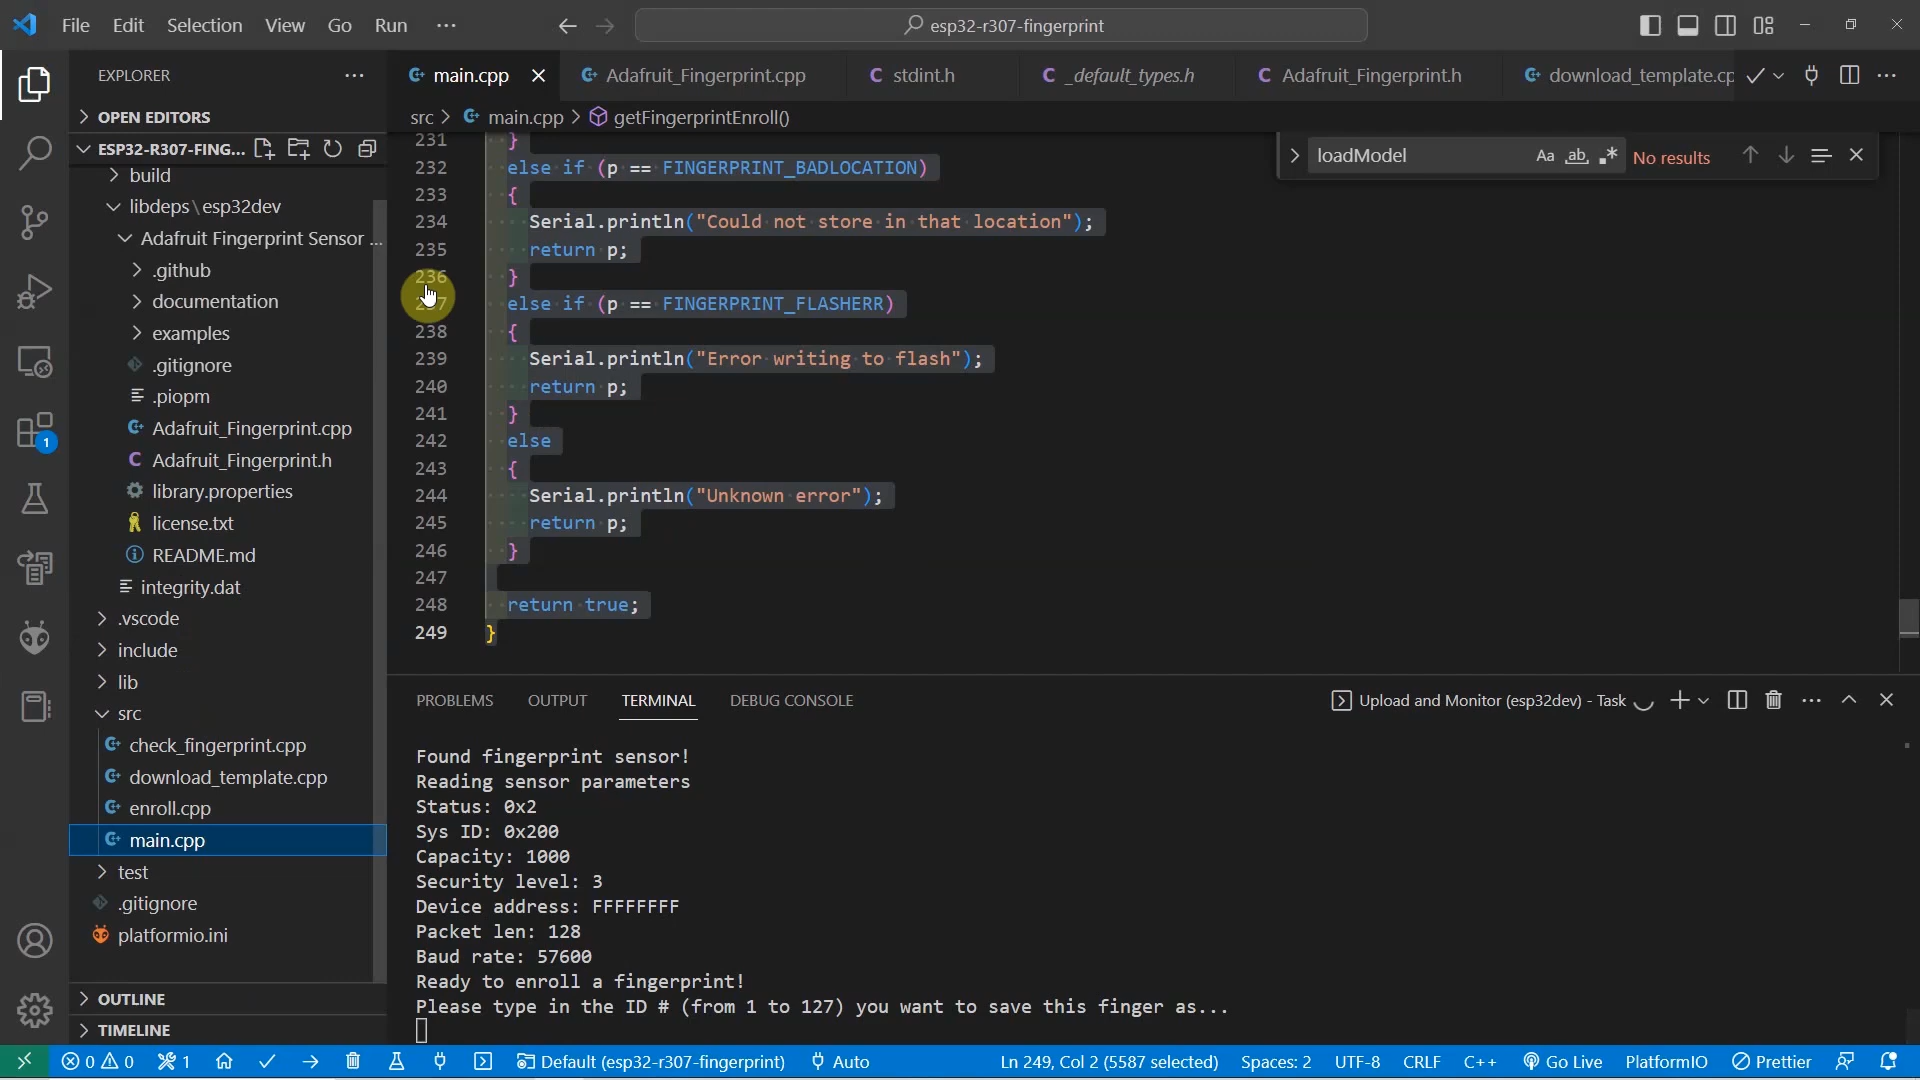 File Edit Selection View Go Run ··· esp32-r307-fingerprint
EXPLORER ···
OPEN EDITORS
ESP32-R307-FING...
build
libdeps\esp32dev
Adafruit Fingerprint Sensor ...
.github
documentation
examples
.gitignore
.piopm
Adafruit_Fingerprint.cpp
Adafruit_Fingerprint.h
library.properties
license.txt
README.md
integrity.dat
.vscode
include
lib
src
check_fingerprint.cpp
download_template.cpp
enroll.cpp
main.cpp
test
.gitignore
platformio.ini
OUTLINE
TIMELINE
main.cpp Adafruit_Fingerprint.cpp stdint.h _default_types.h Adafruit_Fingerprint.h download_template.cp
src > main.cpp > getFingerprintEnroll()
loadModel Aa ab .* No results
231 }
232 else if (p == FINGERPRINT_BADLOCATION)
233 {
234 Serial.println("Could not store in that location");
235 return p;
236 }
237 else if (p == FINGERPRINT_FLASHERR)
238 {
239 Serial.println("Error writing to flash");
240 return p;
241 }
242 else
243 {
244 Serial.println("Unknown error");
245 return p;
246 }
247
248 return true;
249 }
PROBLEMS OUTPUT TERMINAL DEBUG CONSOLE Upload and Monitor (esp32dev) - Task
Found fingerprint sensor!
Reading sensor parameters
Status: 0x2
Sys ID: 0x200
Capacity: 1000
Security level: 3
Device address: FFFFFFFF
Packet len: 128
Baud rate: 57600
Ready to enroll a fingerprint!
Please type in the ID # (from 1 to 127) you want to save this finger as...
0 0 1 Default (esp32-r307-fingerprint) Auto Ln 249, Col 2 (5587 selected) Spaces: 2 UTF-8 CRLF C++ Go Live PlatformIO Prettier
1